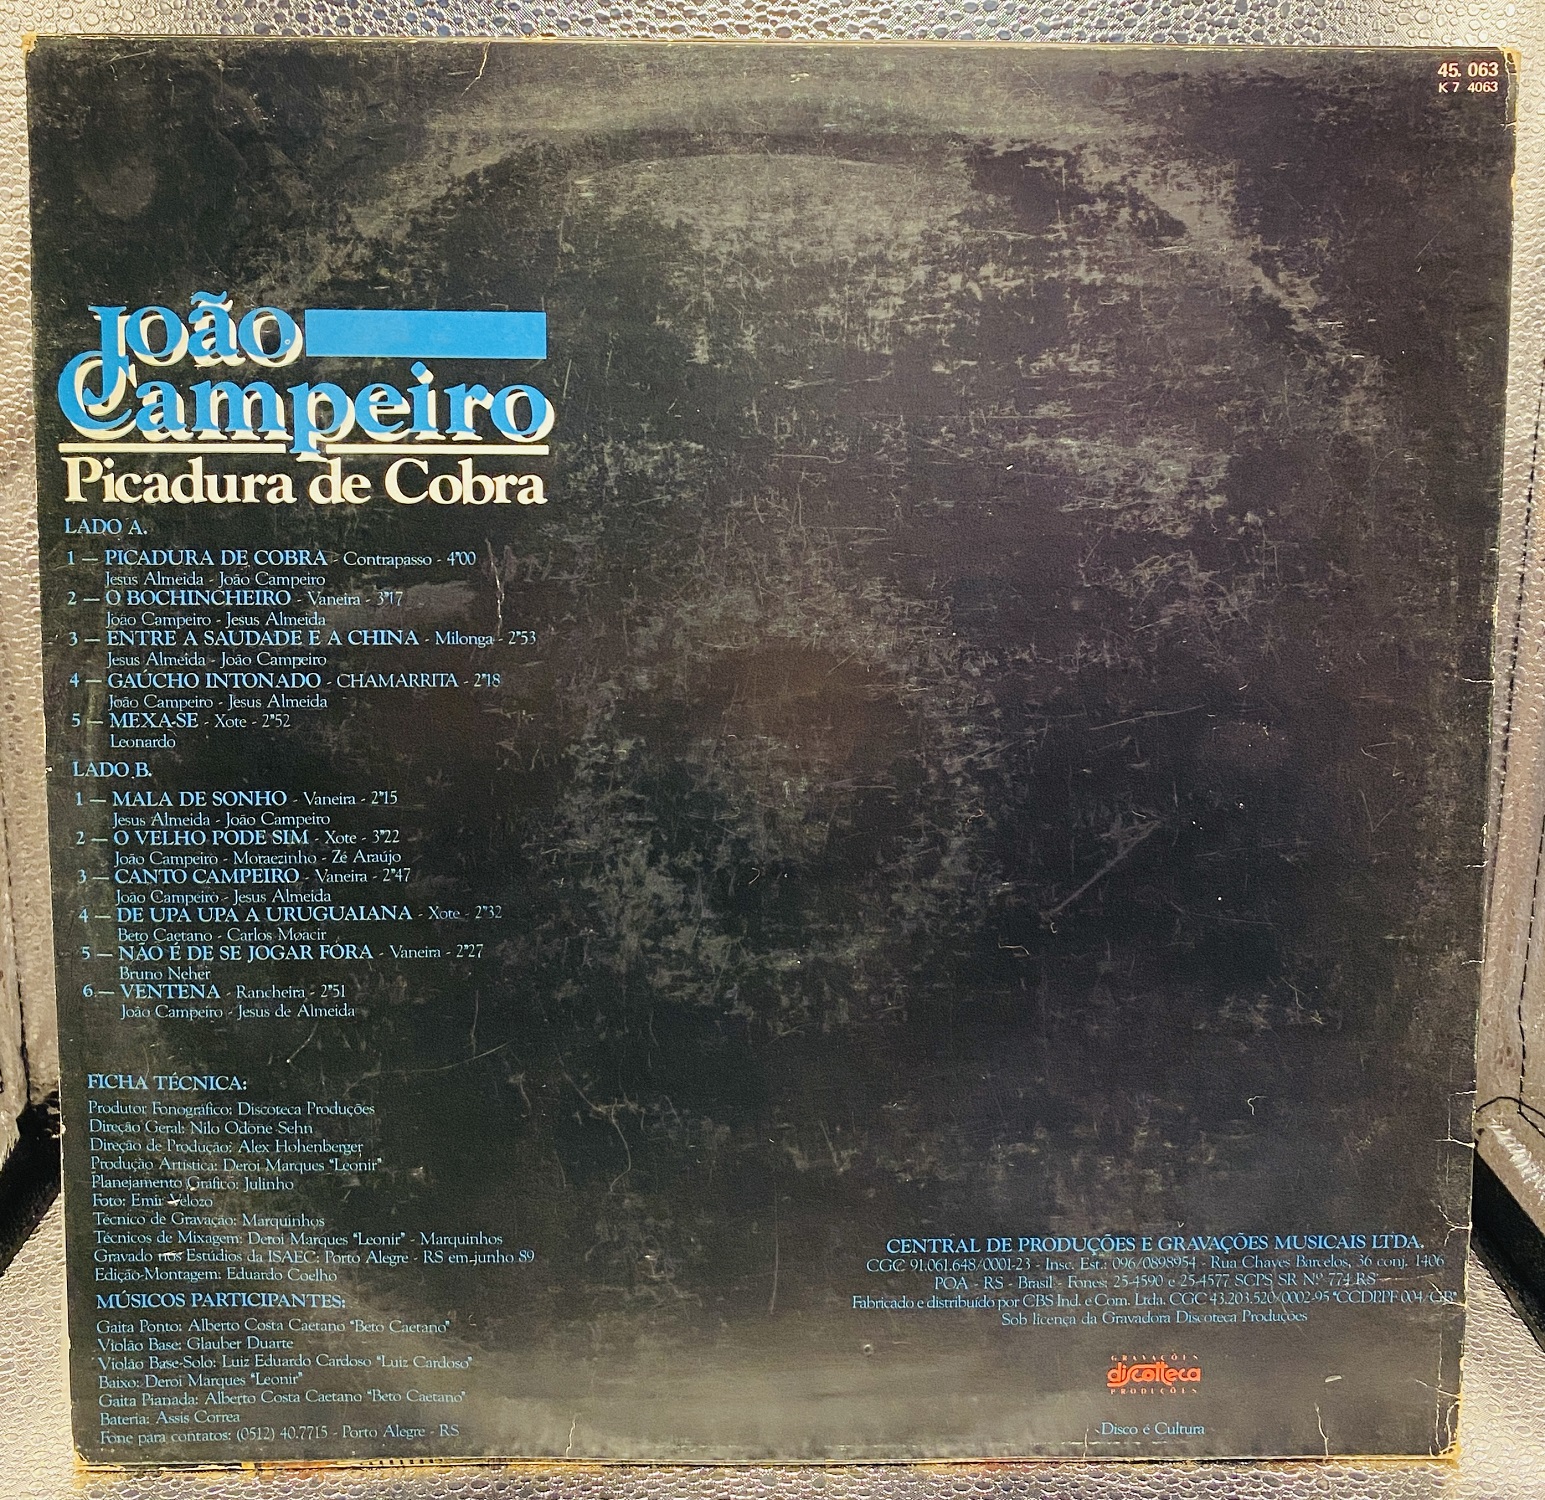 45. 063
K 7 4063
João
Campeiro
Picadura de Cobra
LADO A.
1 — PICADURA DE COBRA - Contrapasso - 4"00
Jesus Almeida - João Campeiro
2 — O BOCHINCHEIRO - Vaneira - 3"17
João Campeiro - Jesus Almeida
3 — ENTRE A SAUDADE E A CHINA - Milonga - 2"53
Jesus Almeida - João Campeiro
4 — GAÚCHO INTONADO - CHAMARRITA - 2"18
João Campeiro - Jesus Almeida
5 — MEXA-SE - Xote - 2"52
Leonardo
LADO B.
1 — MALA DE SONHO - Vaneira - 2"15
Jesus Almeida - João Campeiro
2 — O VELHO PODE SIM - Xote - 3"22
João Campeiro - Moraezinho - Zé Araújo
3 — CANTO CAMPEIRO - Vaneira - 2"47
João Campeiro - Jesus Almeida
4 — DE UPA UPA A URUGUAIANA - Xote - 2"32
Beto Caetano - Carlos Moacir
5 — NÃO É DE SE JOGAR FÓRA - Vaneira - 2"27
Bruno Neher
6 — VENTENA - Rancheira - 2"51
João Campeiro - Jesus de Almeida
FICHA TÉCNICA:
Produtor Fonográfico: Discoteca Produções
Direção Geral: Nilo Odone Sehn
Direção de Produção: Alex Hohenberger
Produção Artística: Deroi Marques "Leonir"
Planejamento Gráfico: Julinho
Foto: Emir Velozo
Técnico de Gravação: Marquinhos
Técnicos de Mixagem: Deroi Marques "Leonir" - Marquinhos
Gravado nos Estúdios da ISAEC: Porto Alegre - RS em junho 89
Edição-Montagem: Eduardo Coelho
MÚSICOS PARTICIPANTES:
Gaita Ponto: Alberto Costa Caetano "Beto Caetano"
Violão Base: Glauber Duarte
Violão Base-Solo: Luiz Eduardo Cardoso "Luiz Cardoso"
Baixo: Deroi Marques "Leonir"
Gaita Pianada: Alberto Costa Caetano "Beto Caetano"
Bateria: Assis Correa
Fone para contatos: (0512) 40.7715 - Porto Alegre - RS
CENTRAL DE PRODUÇÕES E GRAVAÇÕES MUSICAIS LTDA.
CGC 91.061.648/0001-23 - Insc. Est.: 096/0898954 - Rua Chaves Barcelos, 36 conj. 1406
POA - RS - Brasil - Fones: 25-4590 e 25-4577 SCPS SR N.º 774 RS
Fabricado e distribuído por CBS Ind. e Com. Ltda. CGC 43.203.520/0002-95 "CCDPPF 004/GB"
Sob licença da Gravadora Discoteca Produções
GRAVAÇÕES
discotteca
PRODUÇÕES
Disco é Cultura